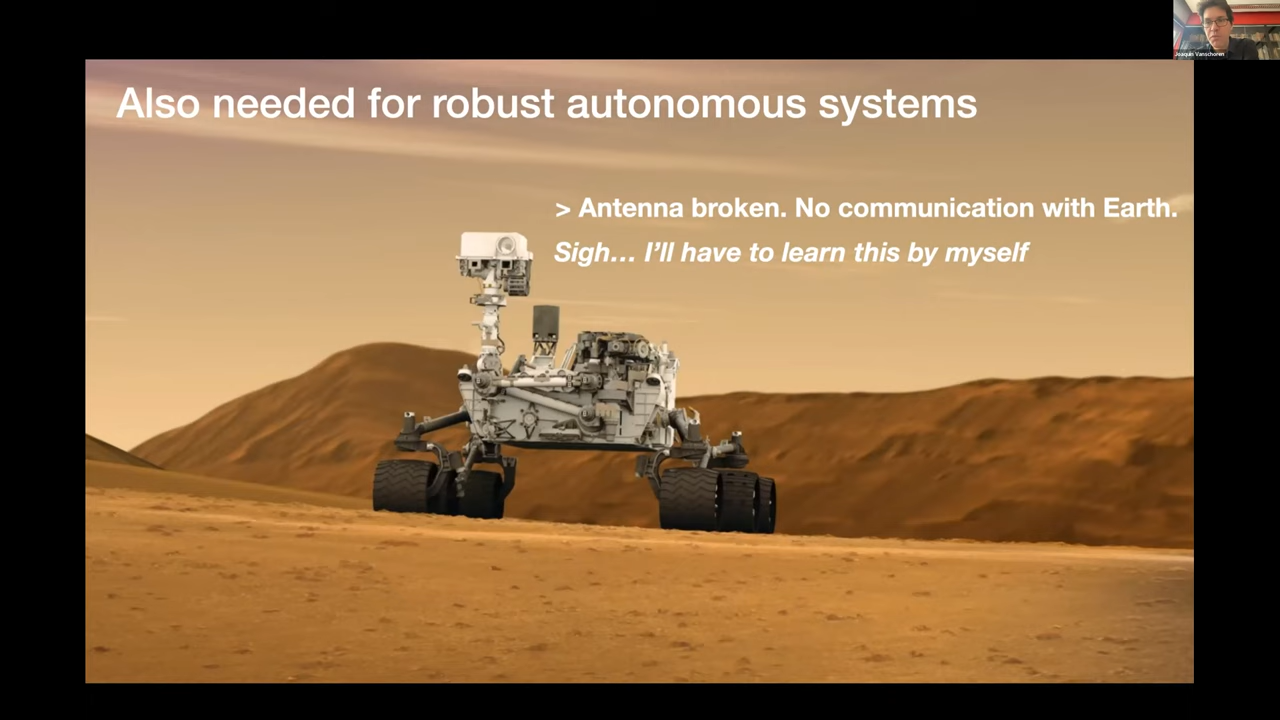 Joaquin Vanschoren
Also needed for robust autonomous systems
> Antenna broken. No communication with Earth.
Sigh... I'll have to learn this by myself